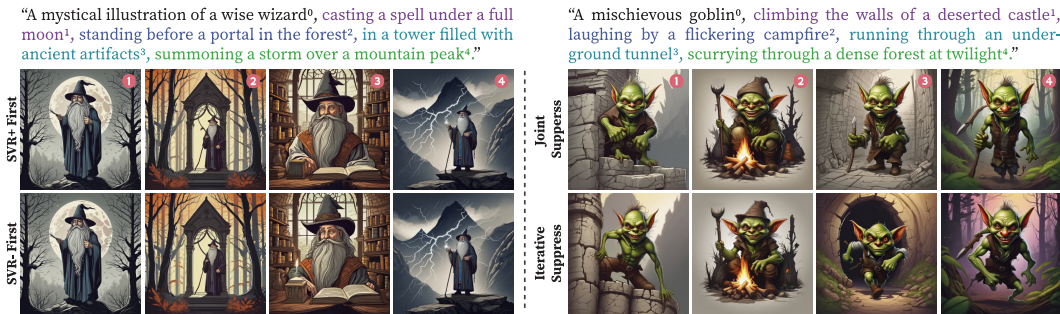 “A mystical illustration of a wise wizard⁰, casting a spell under a full
moon¹, standing before a portal in the forest², in a tower filled with
ancient artifacts³, summoning a storm over a mountain peak⁴.”
SVR+ First
1
2
3
4
SVR- First
“A mischievous goblin⁰, climbing the walls of a deserted castle¹,
laughing by a flickering campfire², running through an under-
ground tunnel³, scurrying through a dense forest at twilight⁴.”
Joint
Supperss
1
2
3
4
Iterative
Suppress